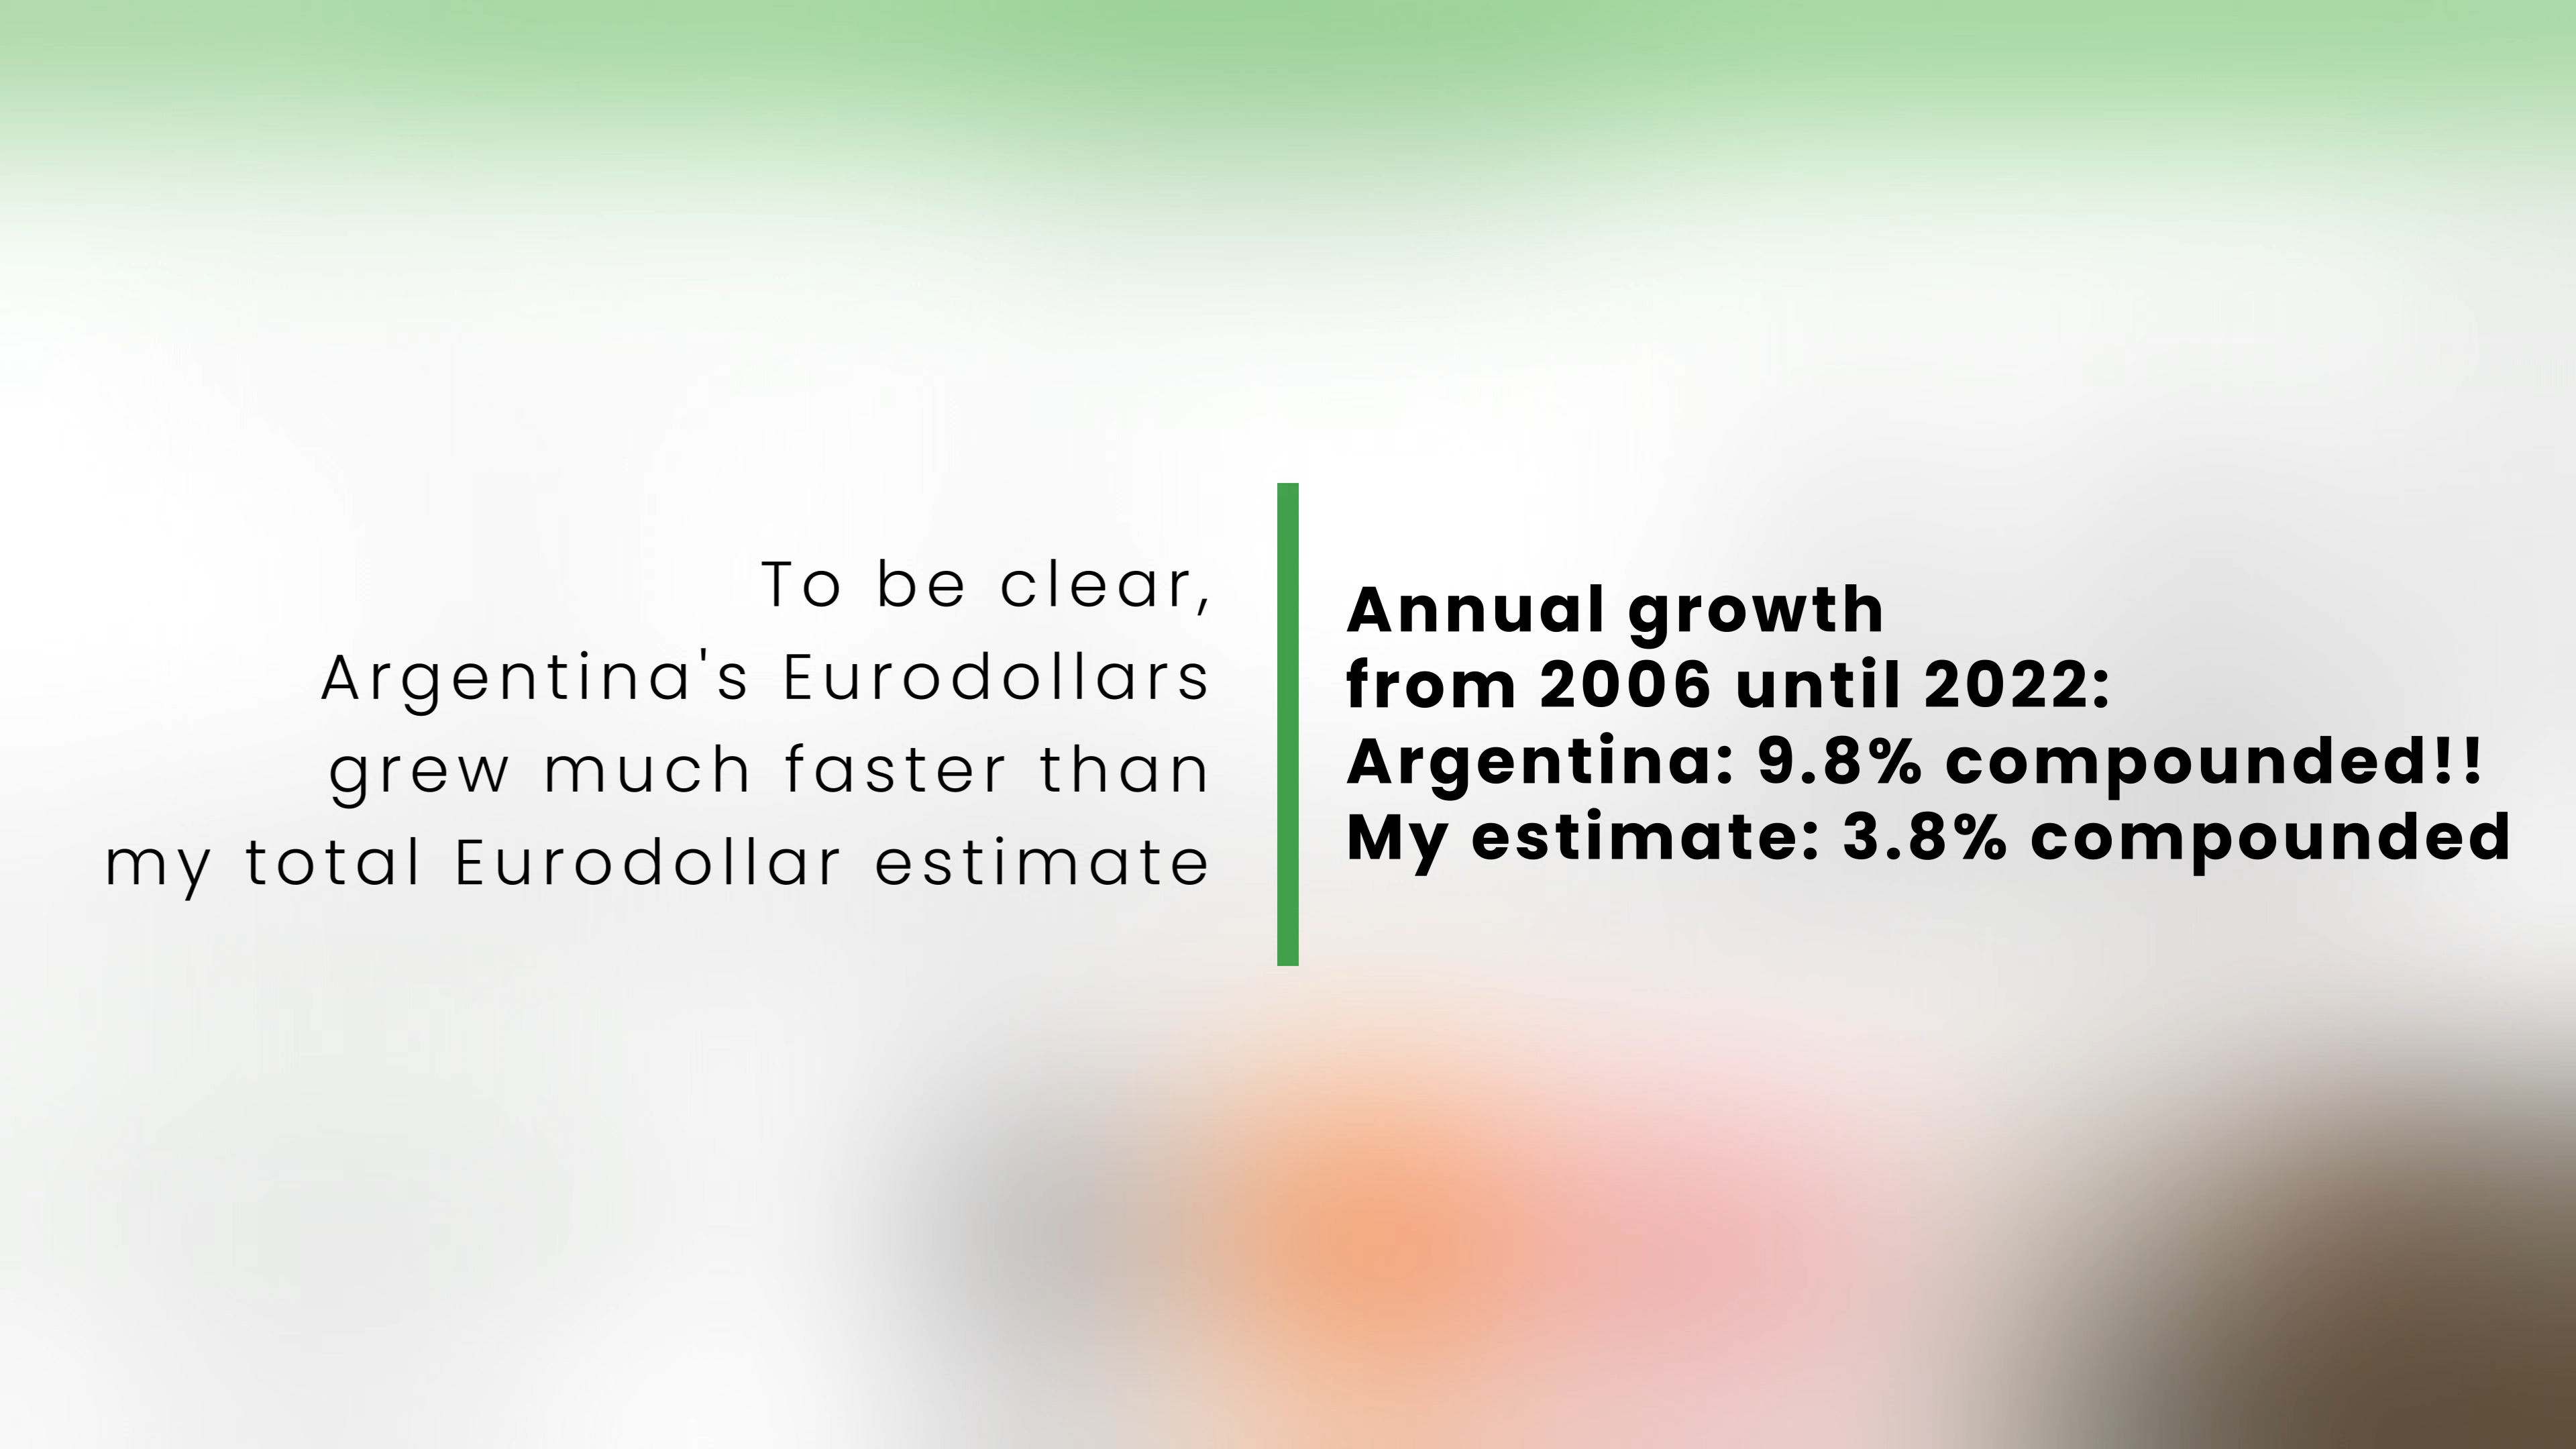 To be clear,
Argentina's Eurodollars
grew much faster than
my total Eurodollar estimate
Annual growth
from 2006 until 2022:
Argentina: 9.8% compounded!!
My estimate: 3.8% compounded